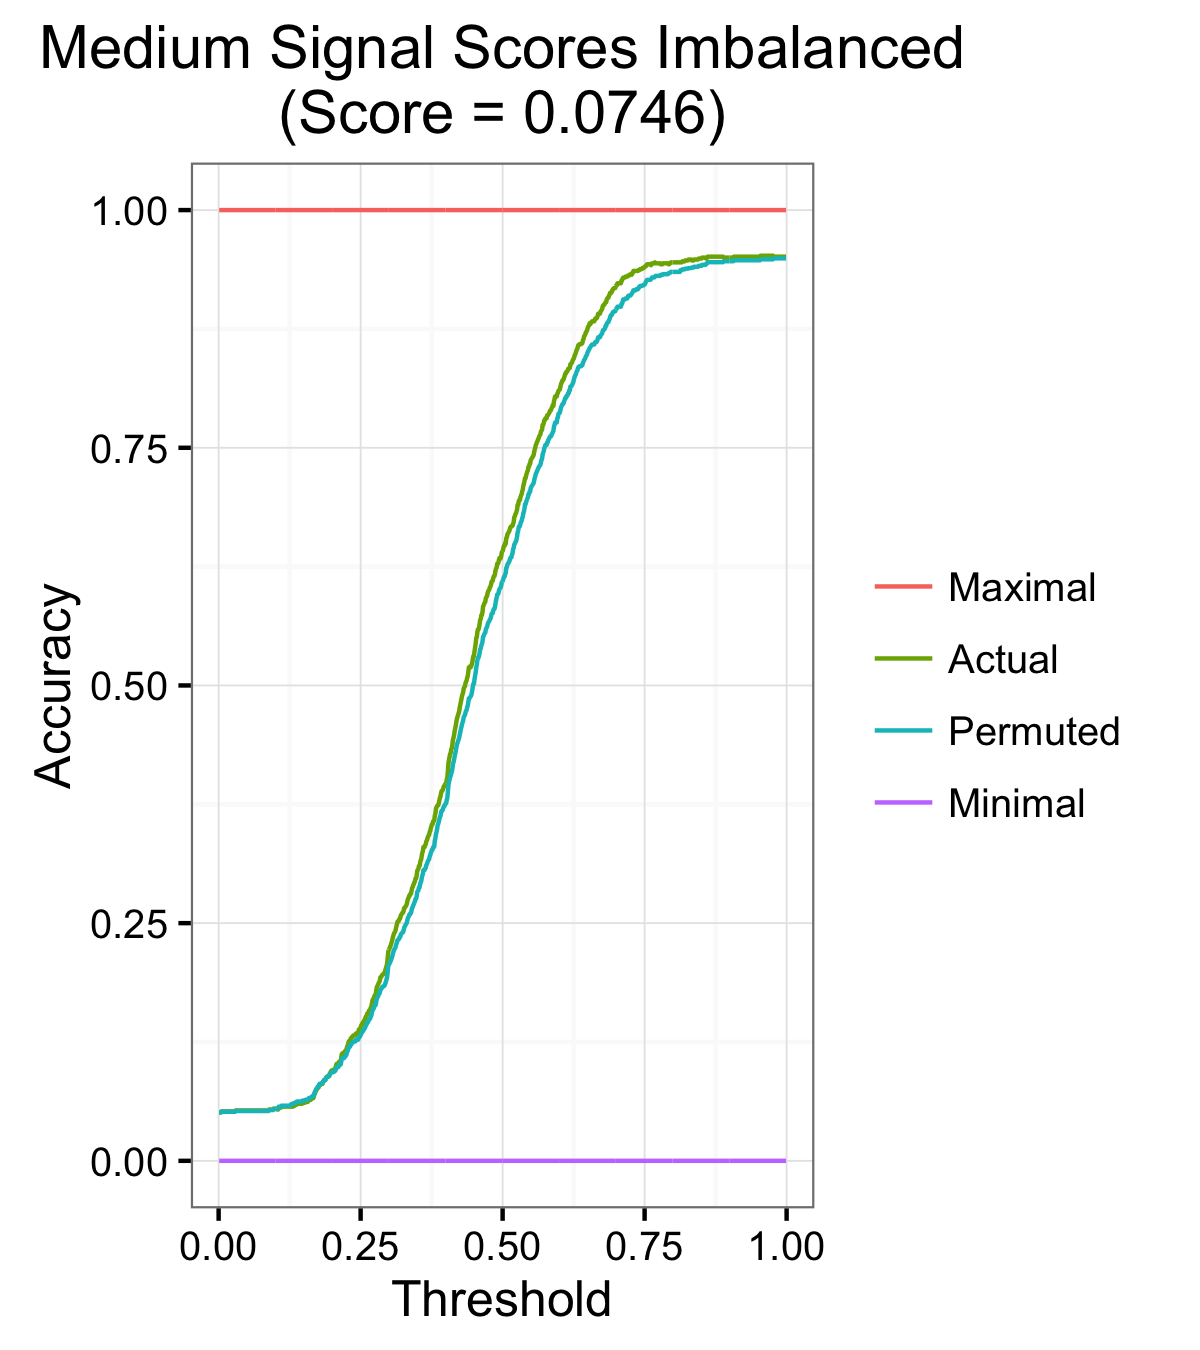 Medium Signal Scores Imbalanced
(Score = 0.0746)
1.00
0.75
0.50
0.25
0.00
Accuracy
0.00 0.25 0.50 0.75 1.00
Threshold
Maximal
Actual
Permuted
Minimal